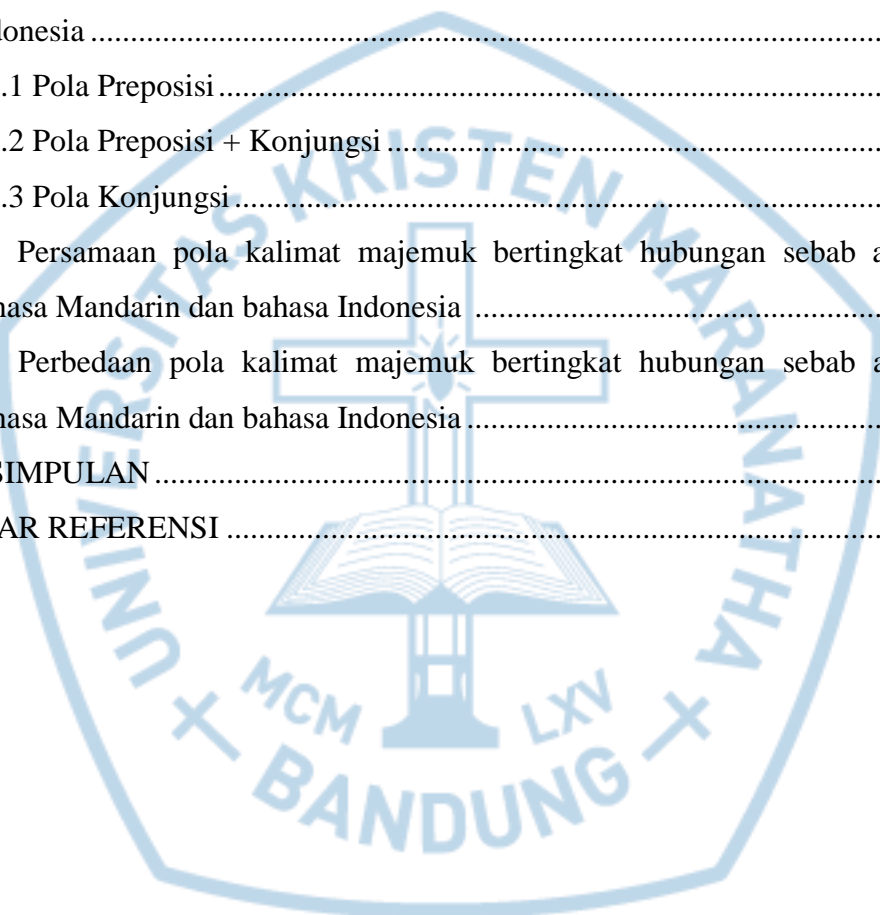 donesia ........................................................................................................
.1 Pola Preposisi ........................................................................................
.2 Pola Preposisi + Konjungsi ...................................................................
.3 Pola Konjungsi ......................................................................................
Persamaan pola kalimat majemuk bertingkat hubungan sebab a
hasa Mandarin dan bahasa Indonesia .......................................................
Perbedaan pola kalimat majemuk bertingkat hubungan sebab a
hasa Mandarin dan bahasa Indonesia .......................................................
SIMPULAN ................................................................................................
AR REFERENSI ........................................................................................
UNIVERSITAS KRISTEN MARANATHA
MCM LXV
BANDUNG